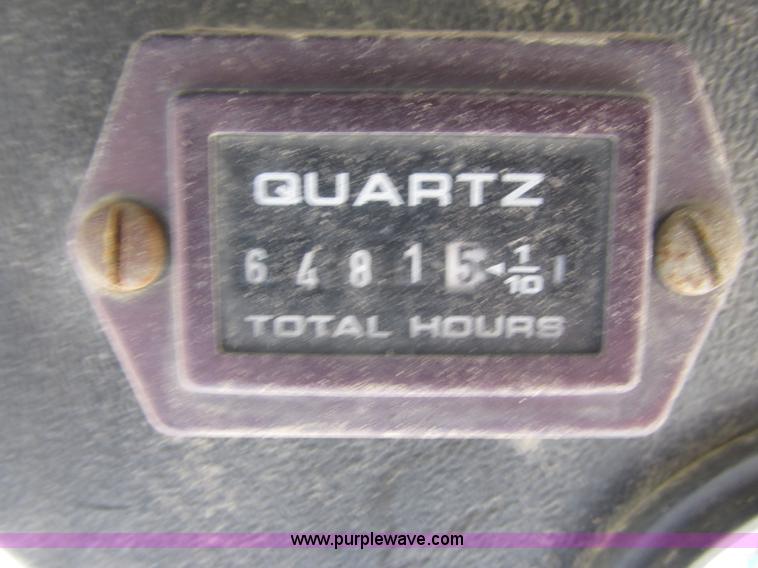 QUARTZ
6 4 8 1 5 ◄ 1/10
TOTAL HOURS
www.purplewave.com